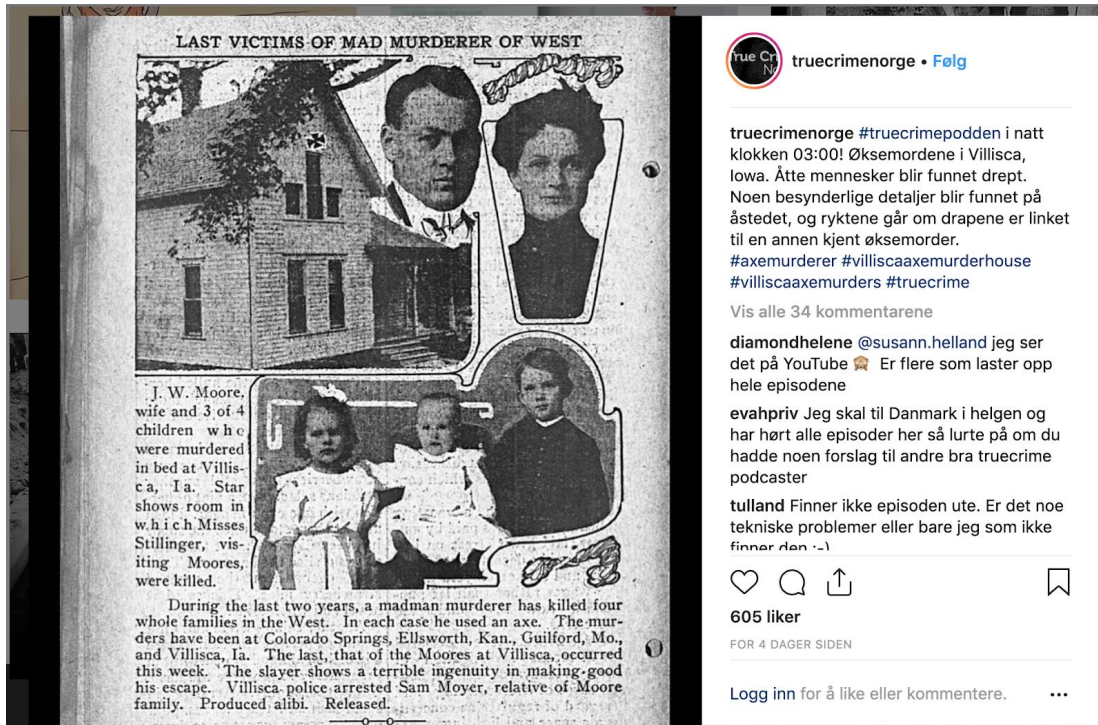 LAST VICTIMS OF MAD MURDERER OF WEST
J. W. Moore,
wife and 3 of 4
children who
were murdered
in bed at Villis-
ca, Ia. Star
shows room in
which Misses
Stillinger, vis-
iting Moores,
were killed.
During the last two years, a madman murderer has killed four
whole families in the West. In each case he used an axe. The mur-
ders have been at Colorado Springs, Ellsworth, Kan., Guilford, Mo.,
and Villisca, Ia. The last, that of the Moores at Villisca, occurred
this week. The slayer shows a terrible ingenuity in making good
his escape. Villisca police arrested Sam Moyer, relative of Moore
family. Produced alibi. Released.
rue Cri
No
truecrimenorge • Følg
truecrimenorge #truecrimepodden i natt
klokken 03:00! Øksemordene i Villisca,
Iowa. Åtte mennesker blir funnet drept.
Noen besynderlige detaljer blir funnet på
åstedet, og ryktene går om drapene er linket
til en annen kjent øksemorder.
#axemurderer #villiscaaxemurderhouse
#villiscaaxemurders #truecrime
Vis alle 34 kommentarene
diamondhelene @susann.helland jeg ser
det på YouTube 🙈 Er flere som laster opp
hele episodene
evahpriv Jeg skal til Danmark i helgen og
har hørt alle episoder her så lurte på om du
hadde noen forslag til andre bra truecrime
podcaster
tulland Finner ikke episoden ute. Er det noe
tekniske problemer eller bare jeg som ikke
finner den :-)
605 liker
FOR 4 DAGER SIDEN
Logg inn for å like eller kommentere.